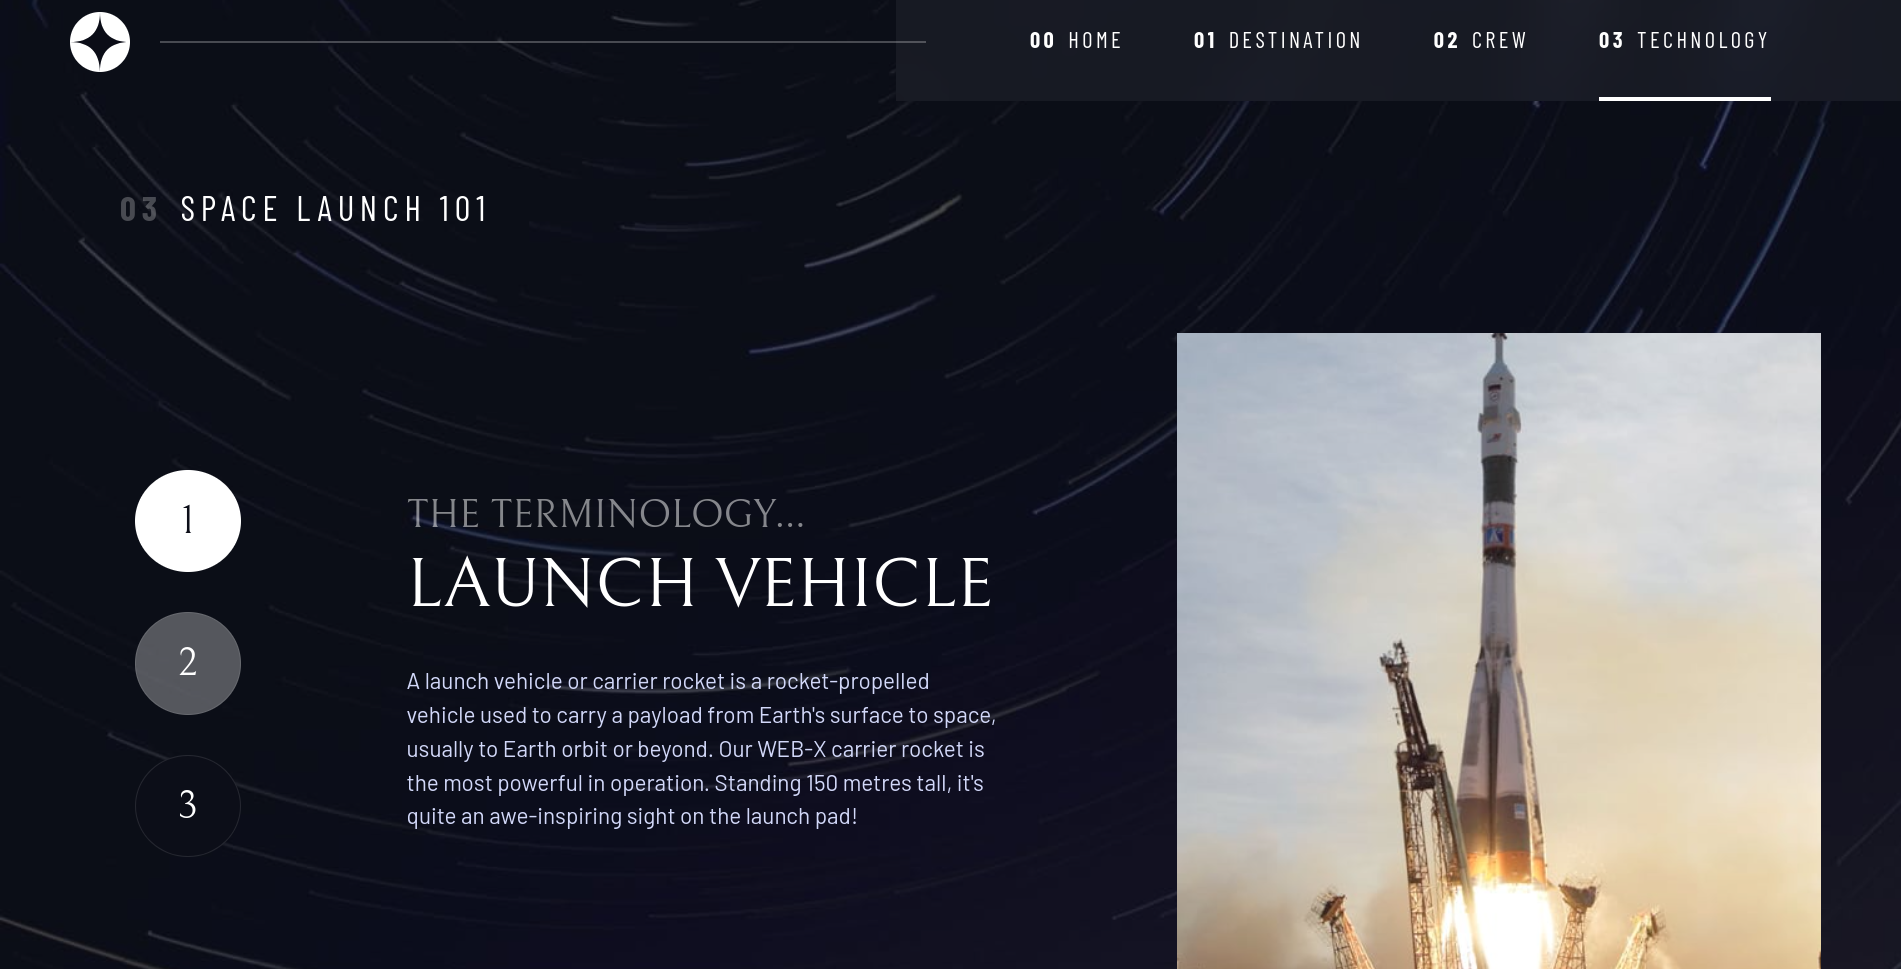 00 HOME 01 DESTINATION 02 CREW 03 TECHNOLOGY
03 SPACE LAUNCH 101
1
2
3
THE TERMINOLOGY...
LAUNCH VEHICLE
A launch vehicle or carrier rocket is a rocket-propelled
vehicle used to carry a payload from Earth's surface to space,
usually to Earth orbit or beyond. Our WEB-X carrier rocket is
the most powerful in operation. Standing 150 metres tall, it's
quite an awe-inspiring sight on the launch pad!